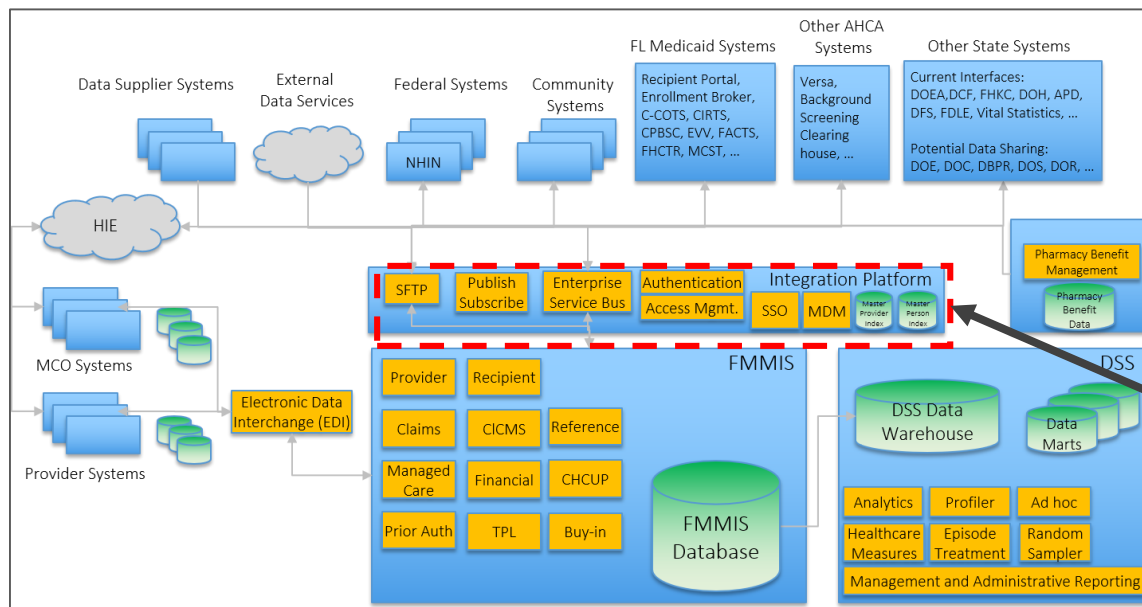 Data Supplier Systems
External
Data Services
Federal Systems
NHIN
Community
Systems
FL Medicaid Systems
Recipient Portal,
Enrollment Broker,
C-COTS, CIRTS,
CPBSC, EVV, FACTS,
FHCTR, MCST, ...
Other AHCA
Systems
Versa,
Background
Screening
Clearing
house, ...
Other State Systems
Current Interfaces:
DOEA,DCF, FHKC, DOH, APD,
DFS, FDLE, Vital Statistics, ...
Potential Data Sharing:
DOE, DOC, DBPR, DOS, DOR, ...
HIE
Pharmacy Benefit
Management
Pharmacy
Benefit
Data
Integration Platform
SFTP
Publish
Subscribe
Enterprise
Service Bus
Authentication
Access Mgmt.
SSO
MDM
Master
Provider
Index
Master
Person
Index
MCO Systems
Provider Systems
Electronic Data
Interchange (EDI)
FMMIS
Provider
Recipient
Claims
CICMS
Reference
Managed
Care
Financial
CHCUP
Prior Auth
TPL
Buy-in
FMMIS
Database
DSS
DSS Data
Warehouse
Data
Marts
Analytics
Profiler
Ad hoc
Healthcare
Measures
Episode
Treatment
Random
Sampler
Management and Administrative Reporting